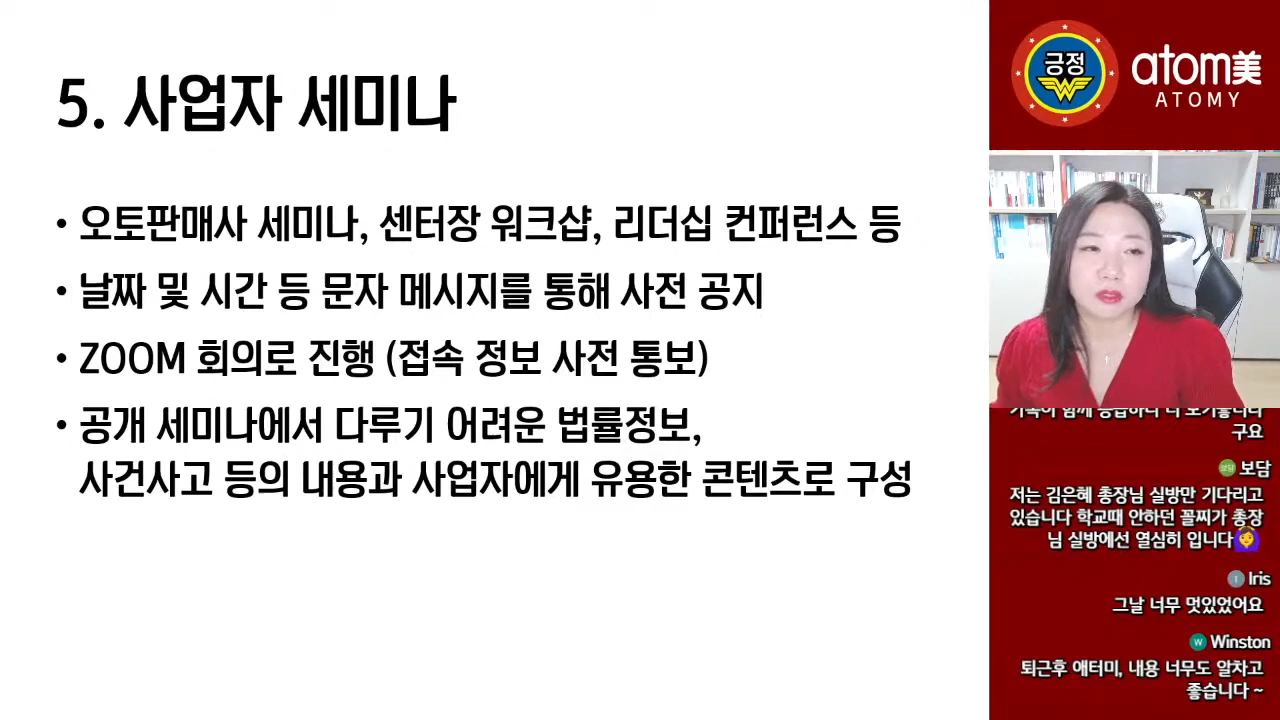 5. 사업자 세미나
• 오토판매사 세미나, 센터장 워크샵, 리더십 컨퍼런스 등
• 날짜 및 시간 등 문자 메시지를 통해 사전 공지
• ZOOM 회의로 진행 (접속 정보 사전 통보)
• 공개 세미나에서 다루기 어려운 법률정보,
사건사고 등의 내용과 사업자에게 유용한 콘텐츠로 구성
긍정
atom美
ATOMY
구요
보담
저는 김은혜 총장님 실방만 기다리고
있습니다 학교때 안하던 꼴찌가 총장
님 실방에선 열심히 입니다🙆‍♀️
I Iris
그날 너무 멋있었어요
W Winston
퇴근후 애터미, 내용 너무도 알차고
좋습니다 ~